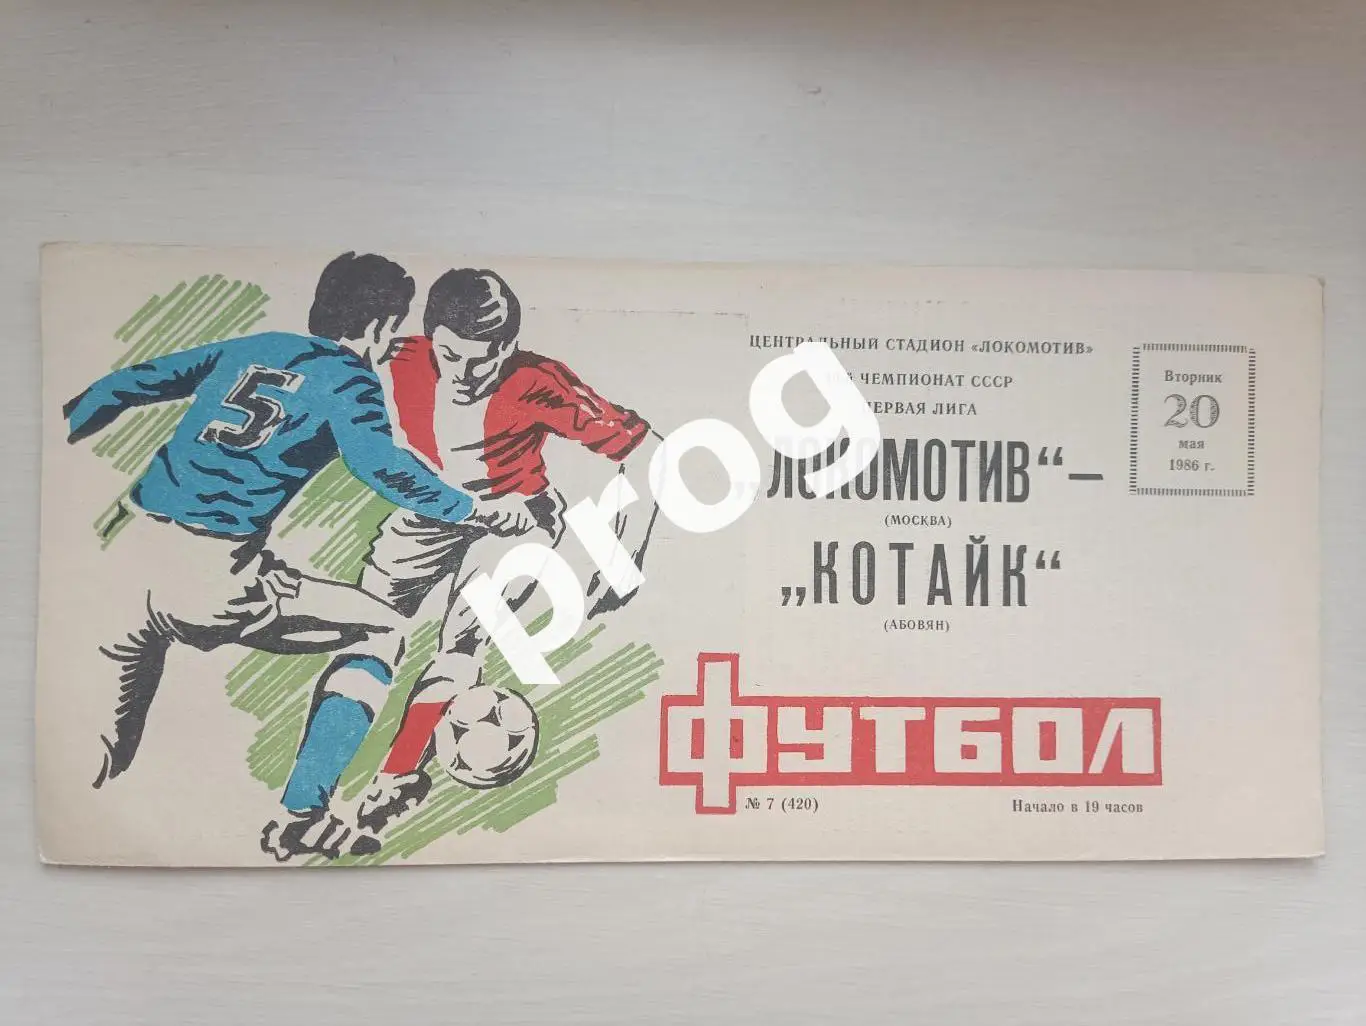 ЦЕНТРАЛЬНЫЙ СТАДИОН «ЛОКОМОТИВ»
ЧЕМПИОНАТ СССР
ПЕРВАЯ ЛИГА
„ЛОКОМОТИВ“ –
(МОСКВА)
„КОТАЙК“
(АБОВЯН)
Вторник
20
мая
1986 г.
5
ФУТБОЛ
№ 7 (420)
Начало в 19 часов
prog